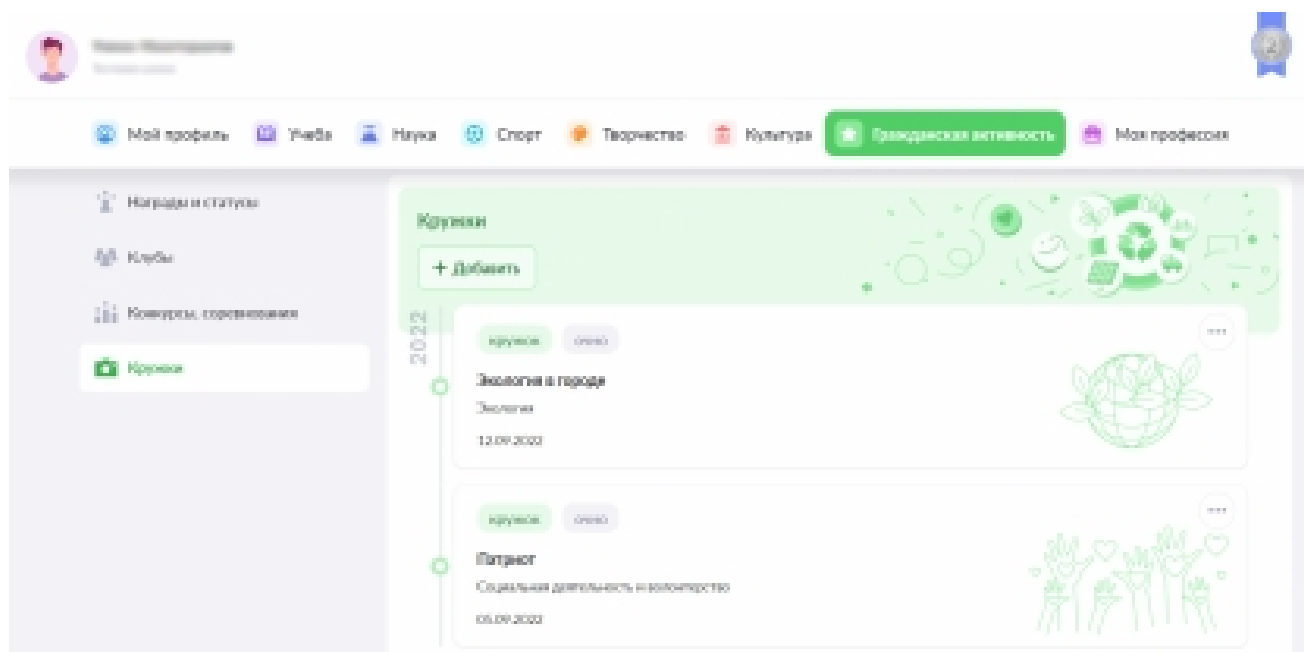 Мой профиль
Учеба
Наука
Спорт
Творчество
Культура
Гражданская активность
Моя профессия
Награды и статусы
Клубы
Конкурсы, соревнования
Кружки
Кружки
+ Добавить
2022
кружок
очно
Экология в городе
Экология
12.09.2022
кружок
очно
Патриот
Социальная деятельность и волонтерство
05.09.2022